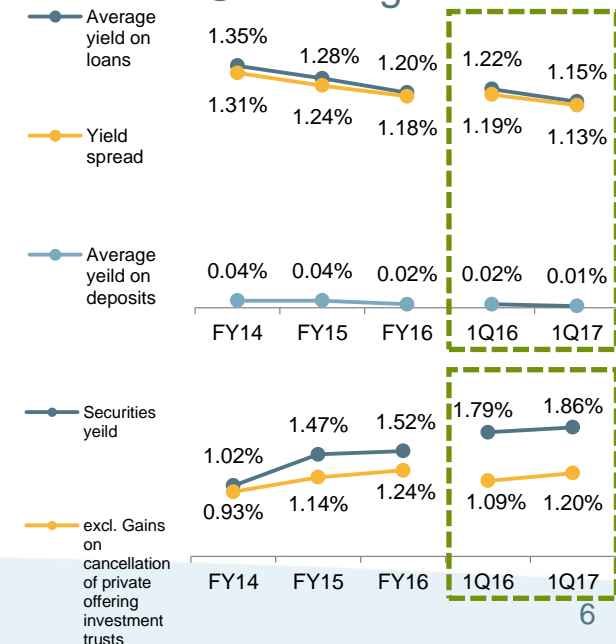 Average
yield on
loans
1.35%
1.28%
1.20%
1.22%
1.15%
1.31%
1.24%
1.18%
1.19%
1.13%
Yield
spread
Average
yeild on
deposits
0.04%
0.04%
0.02%
0.02%
0.01%
FY14
FY15
FY16
1Q16
1Q17
Securities
yeild
1.02%
1.47%
1.52%
1.79%
1.86%
0.93%
1.14%
1.24%
1.09%
1.20%
excl. Gains
on
cancellation
of private
offering
investment
trusts
FY14
FY15
FY16
1Q16
1Q17
6